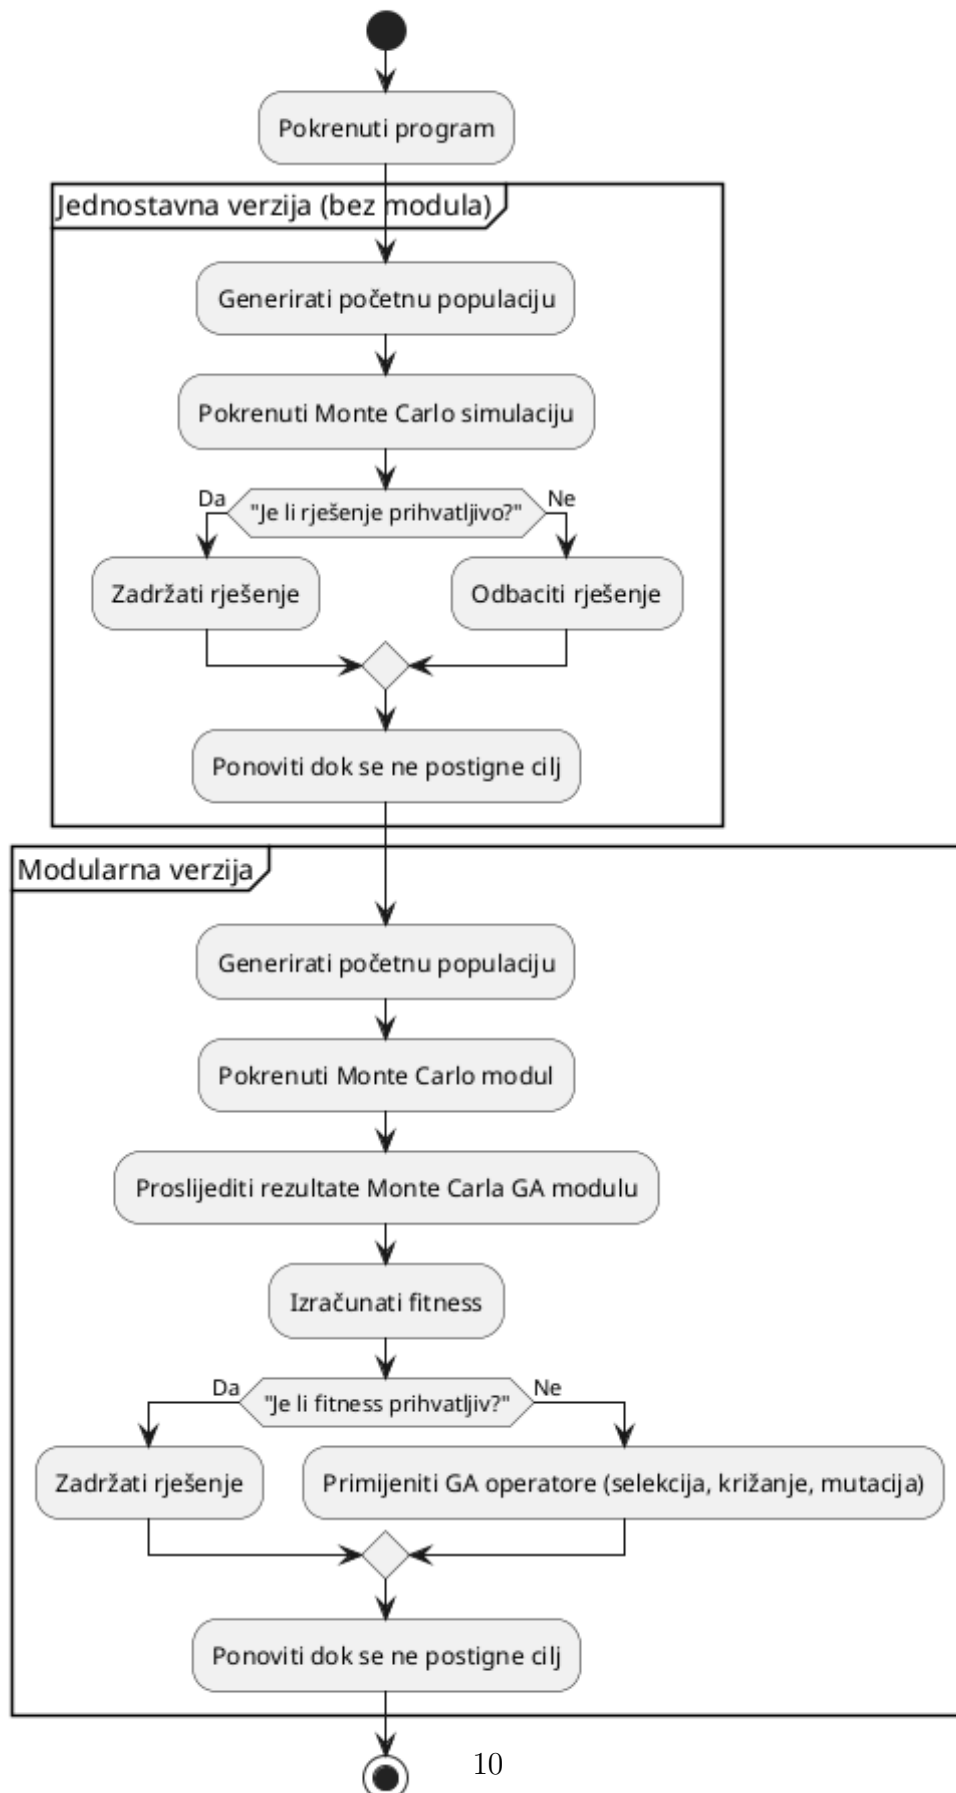 Pokrenuti program
Jednostavna verzija (bez modula)
Generirati početnu populaciju
Pokrenuti Monte Carlo simulaciju
Da
"Je li rješenje prihvatljivo?"
Ne
Zadržati rješenje
Odbaciti rješenje
Ponoviti dok se ne postigne cilj
Modularna verzija
Generirati početnu populaciju
Pokrenuti Monte Carlo modul
Proslijediti rezultate Monte Carla GA modulu
Izračunati fitness
Da
"Je li fitness prihvatljiv?"
Ne
Zadržati rješenje
Primijeniti GA operatore (selekcija, križanje, mutacija)
Ponoviti dok se ne postigne cilj
10